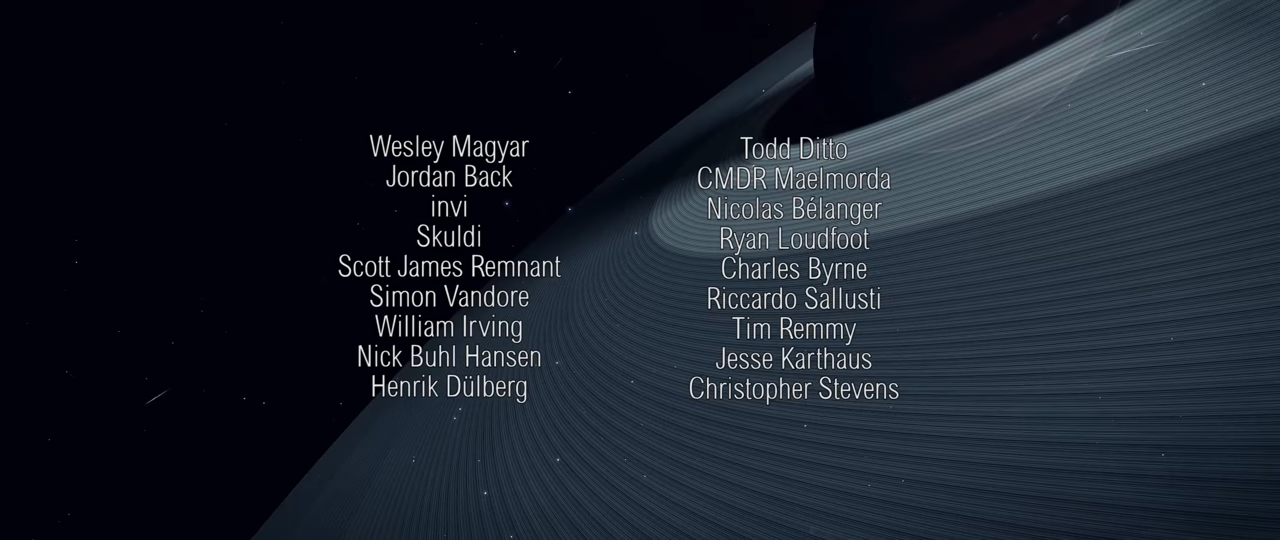 Wesley Magyar
Jordan Back
invi
Skuldi
Scott James Remnant
Simon Vandore
William Irving
Nick Buhl Hansen
Henrik Dülberg
Todd Ditto
CMDR Maelmorda
Nicolas Bélanger
Ryan Loudfoot
Charles Byrne
Riccardo Sallusti
Tim Remmy
Jesse Karthaus
Christopher Stevens